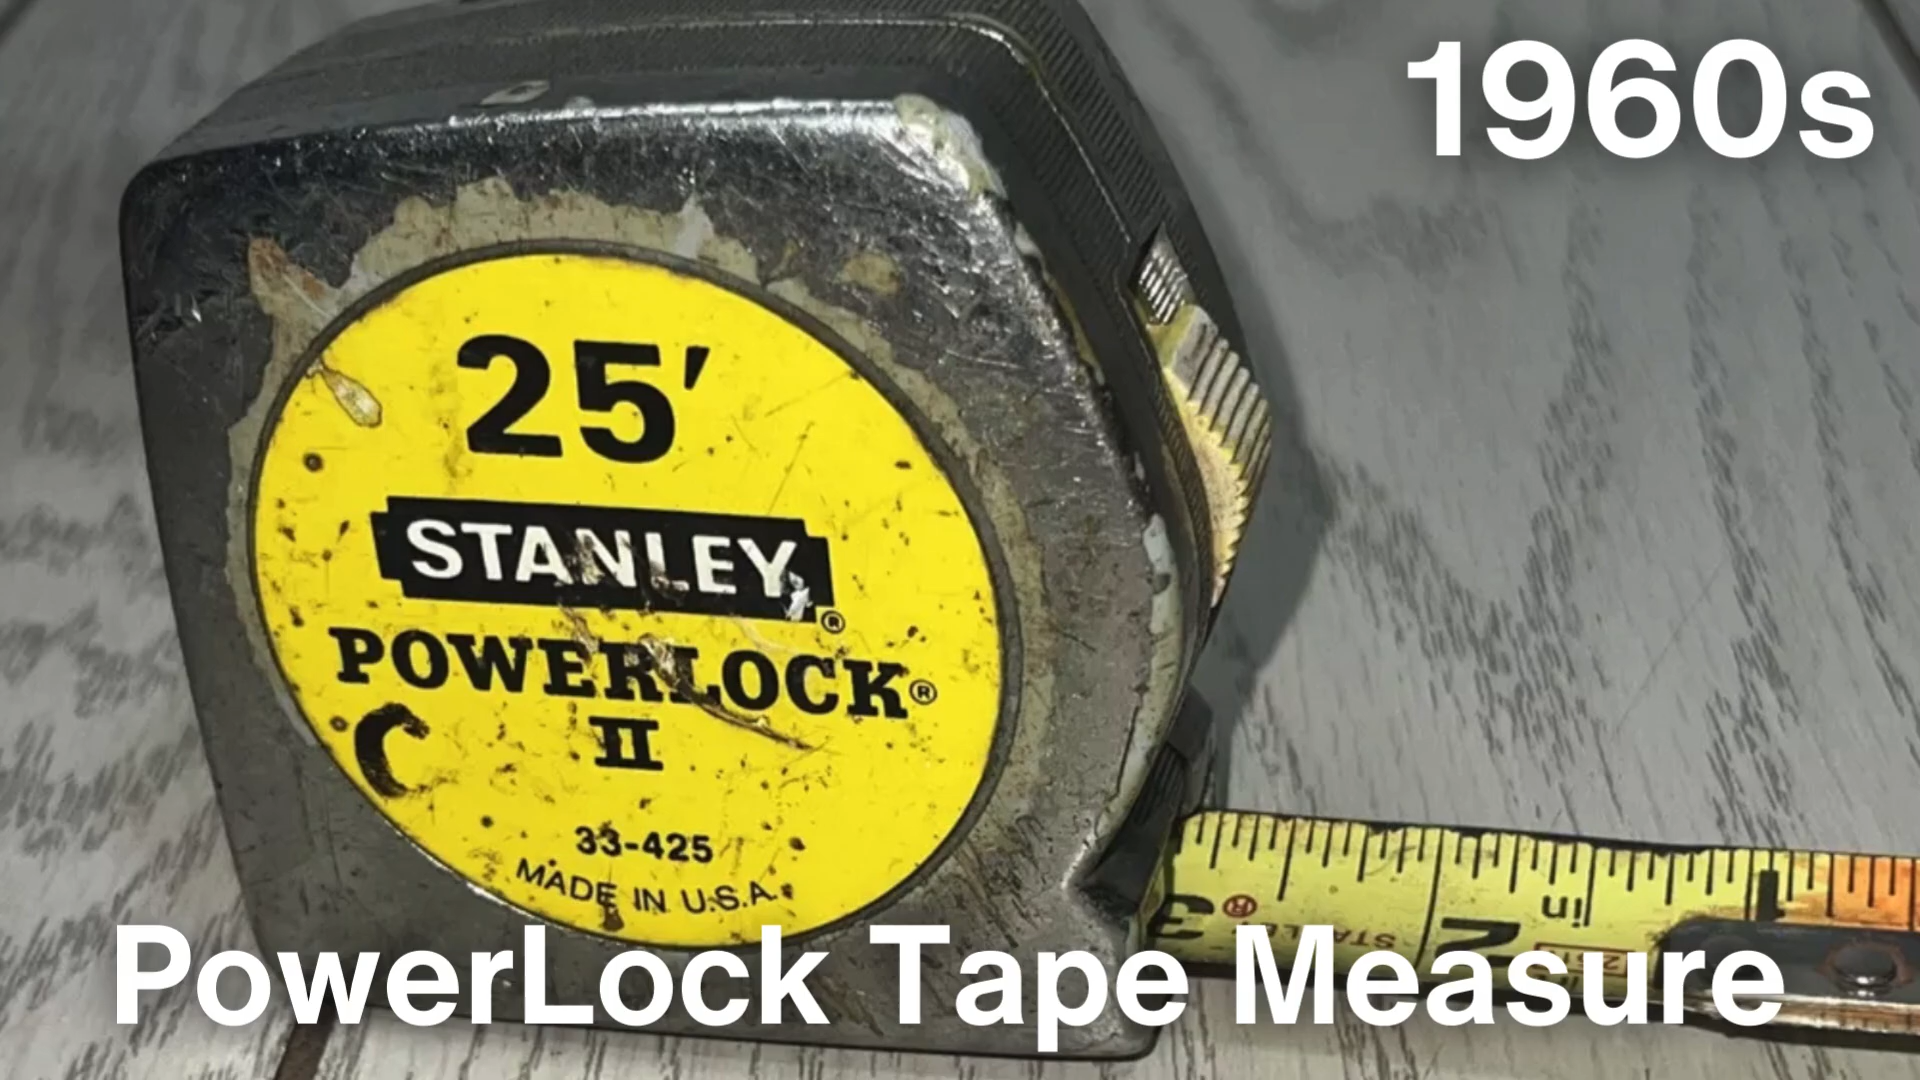 1960s
25'
STANLEY®
POWERLOCK®
II
33-425
MADE IN U.S.A.
3 ® 2 in 1
PowerLock Tape Measure